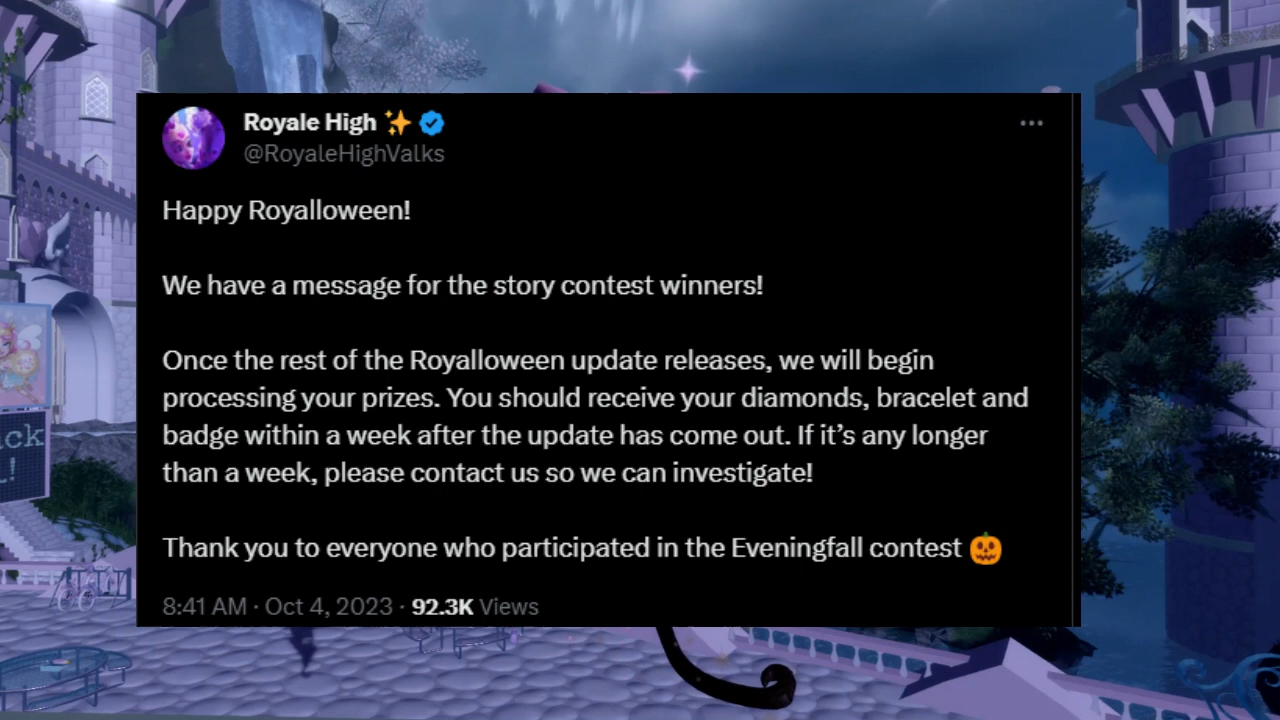 Royale High ✨
@RoyaleHighValks
Happy Royalloween!
We have a message for the story contest winners!
Once the rest of the Royalloween update releases, we will begin
processing your prizes. You should receive your diamonds, bracelet and
badge within a week after the update has come out. If it’s any longer
than a week, please contact us so we can investigate!
Thank you to everyone who participated in the Eveningfall contest 🎃
8:41 AM · Oct 4, 2023 · 92.3K Views
ack
!